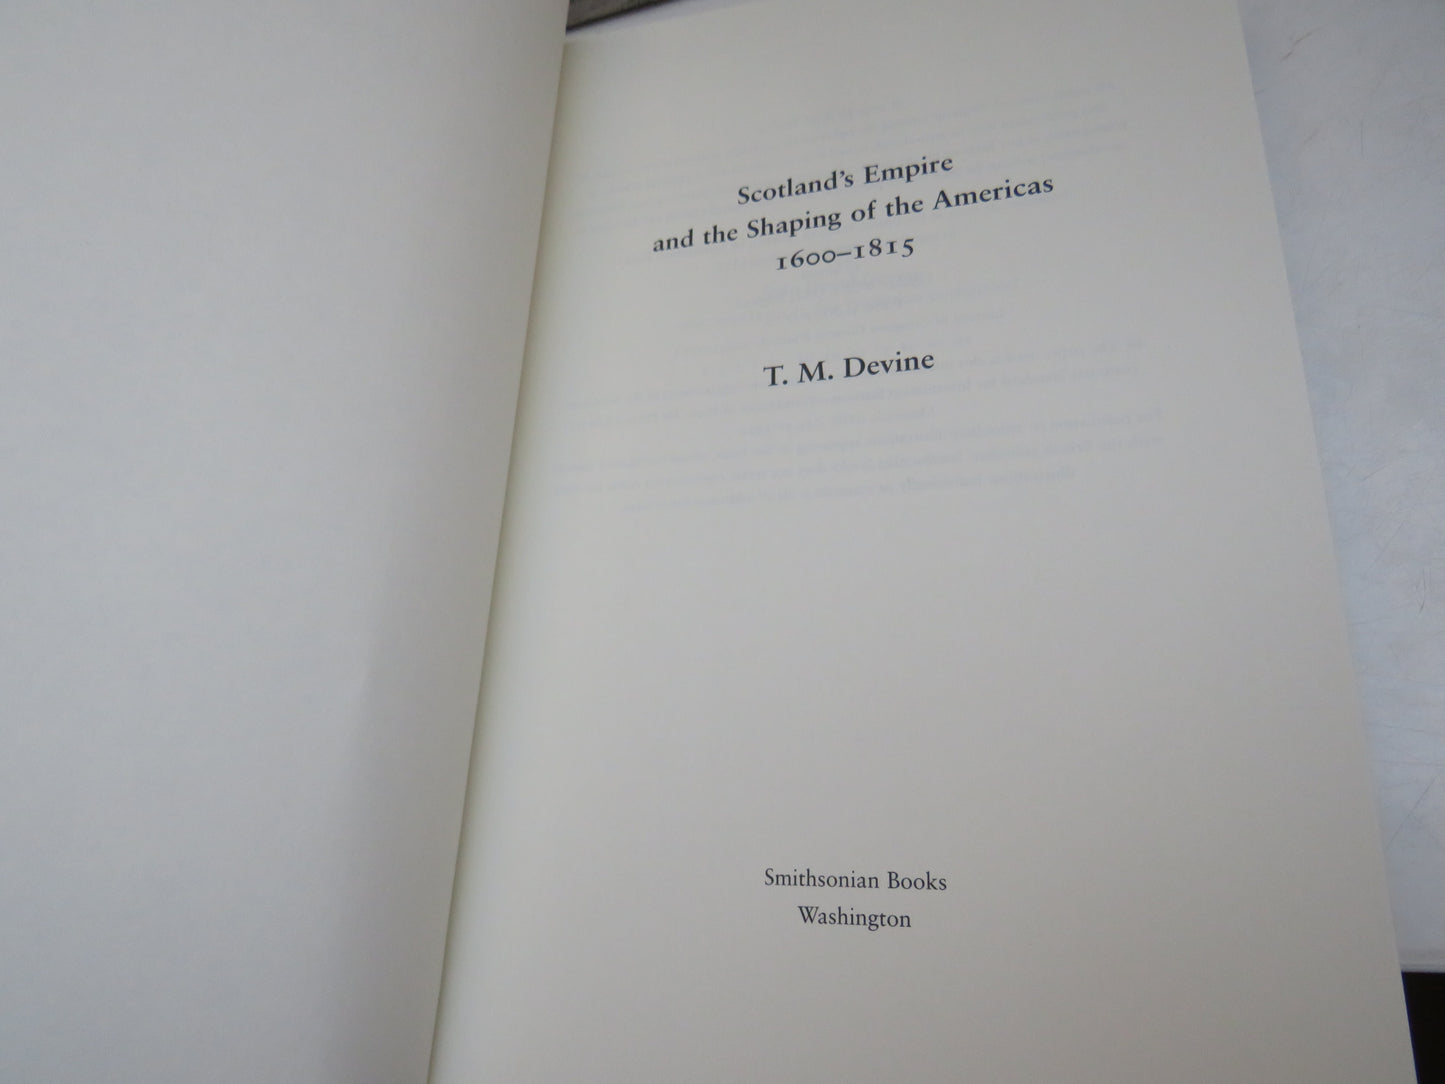 Scotland's Empire
and the Shaping of the Americas
1600–1815
T. M. Devine
Smithsonian Books
Washington